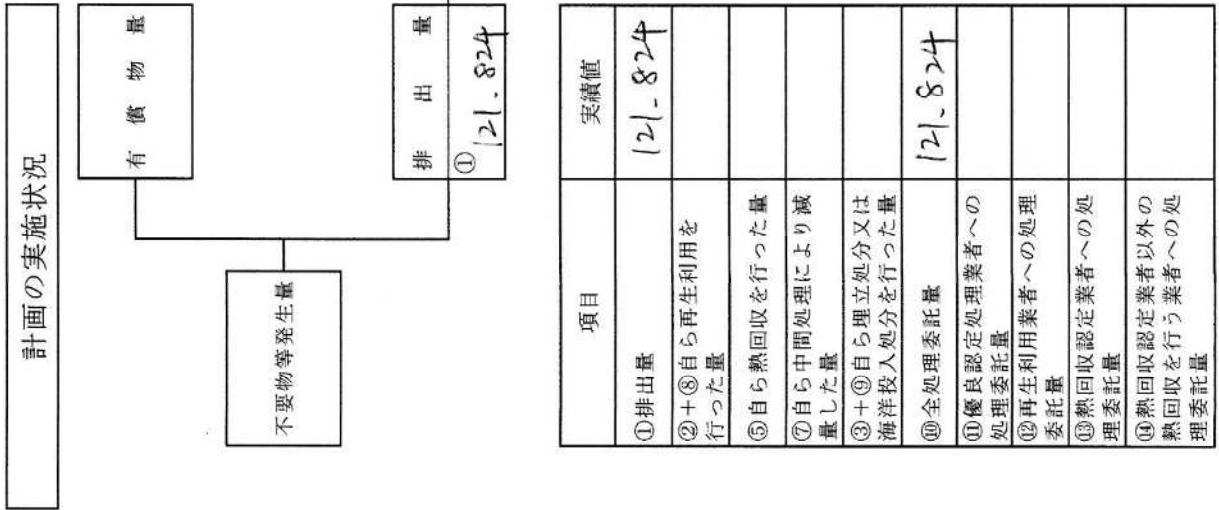 計画の実施状況
有償物量
不要物等発生量
排出量
①
121.824
項目
実績値
①排出量
121.824
②+⑧自ら再生利用を
行った量
⑤自ら熱回収を行った量
⑦自ら中間処理により減
量した量
③+⑨自ら埋立処分又は
海洋投入処分を行った量
⑩全処理委託量
121.824
⑪優良認定処理業者への
処理委託量
⑫再生利用業者への処理
委託量
⑬熱回収認定業者への処
理委託量
⑭熱回収認定業者以外の
熱回収を行う業者への処
理委託量